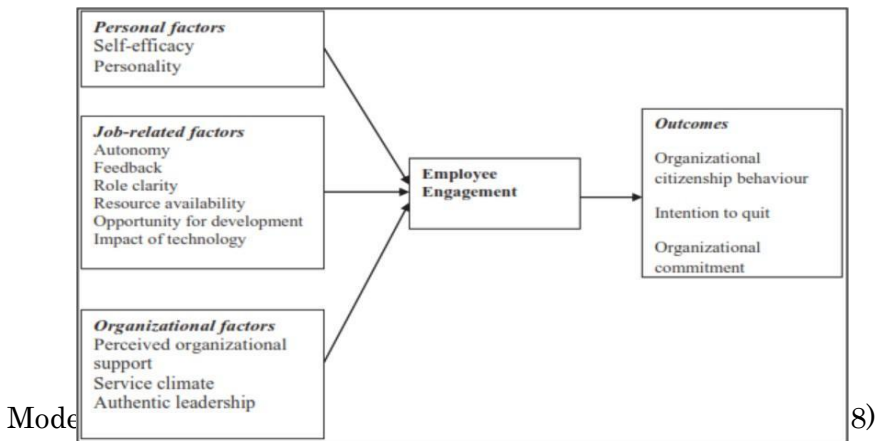 Personal factors
Self-efficacy
Personality
Job-related factors
Autonomy
Feedback
Role clarity
Resource availability
Opportunity for development
Impact of technology
Organizational factors
Perceived organizational
support
Service climate
Authentic leadership
Employee
Engagement
Outcomes
Organizational
citizenship behaviour
Intention to quit
Organizational
commitment
8)